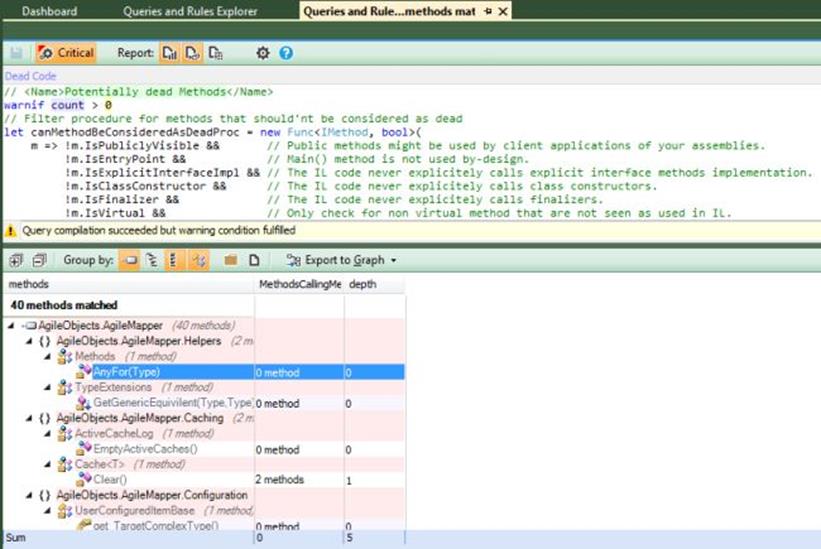 Dashboard Queries and Rules Explorer Queries and Rule...methods mat
Critical Report:
Dead Code
// <Name>Potentially dead Methods</Name>
warnif count > 0
// Filter procedure for methods that should'nt be considered as dead
let canMethodBeConsideredAsDeadProc = new Func<IMethod, bool>(
m => !m.IsPubliclyVisible && // Public methods might be used by client applications of your assemblies.
!m.IsEntryPoint && // Main() method is not used by-design.
!m.IsExplicitInterfaceImpl && // The IL code never explicitely calls explicit interface methods implementation.
!m.IsClassConstructor && // The IL code never explicitely calls class constructors.
!m.IsFinalizer && // The IL code never explicitely calls finalizers.
!m.IsVirtual && // Only check for non virtual method that are not seen as used in IL.
Query compilation succeeded but warning condition fulfilled
Group by: Export to Graph
methods MethodsCallingMe depth
40 methods matched
AgileObjects.AgileMapper (40 methods)
{} AgileObjects.AgileMapper.Helpers (2 m
Methods (1 method)
AnyFor(Type) 0 method 0
TypeExtensions (1 method)
GetGenericEquivilent(Type,Type) 0 method 0
{} AgileObjects.AgileMapper.Caching (2 m
ActiveCacheLog (1 method)
EmptyActiveCaches() 0 method 0
Cache<T> (1 method)
Clear() 2 methods 1
{} AgileObjects.AgileMapper.Configuration
UserConfiguredItemBase (1 method)
get_TargetComplexType() 0 method 0
Sum 0 5